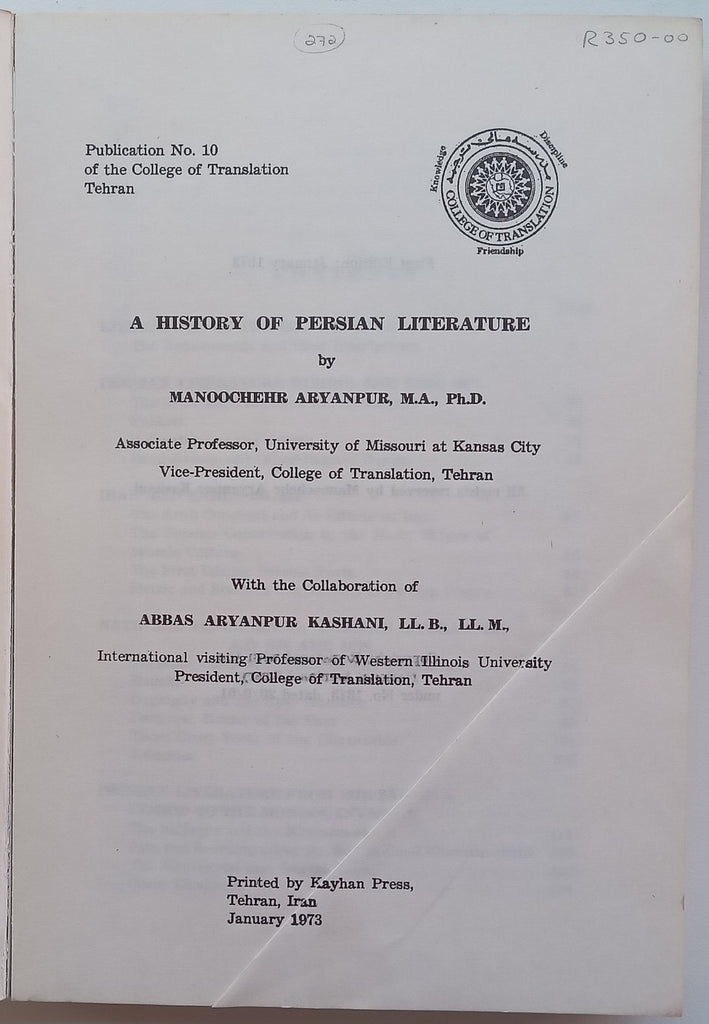 272
R350-00
Publication No. 10
of the College of Translation
Tehran
مدرسه عالی ترجمه
Knowledge
Discipline
COLLEGE OF TRANSLATION
Friendship
A HISTORY OF PERSIAN LITERATURE
by
MANOOCHEHR ARYANPUR, M.A., Ph.D.
Associate Professor, University of Missouri at Kansas City
Vice-President, College of Translation, Tehran
With the Collaboration of
ABBAS ARYANPUR KASHANI, LL. B., LL. M.,
International visiting Professor of Western Illinois University
President, College of Translation, Tehran
Printed by Kayhan Press,
Tehran, Iran
January 1973